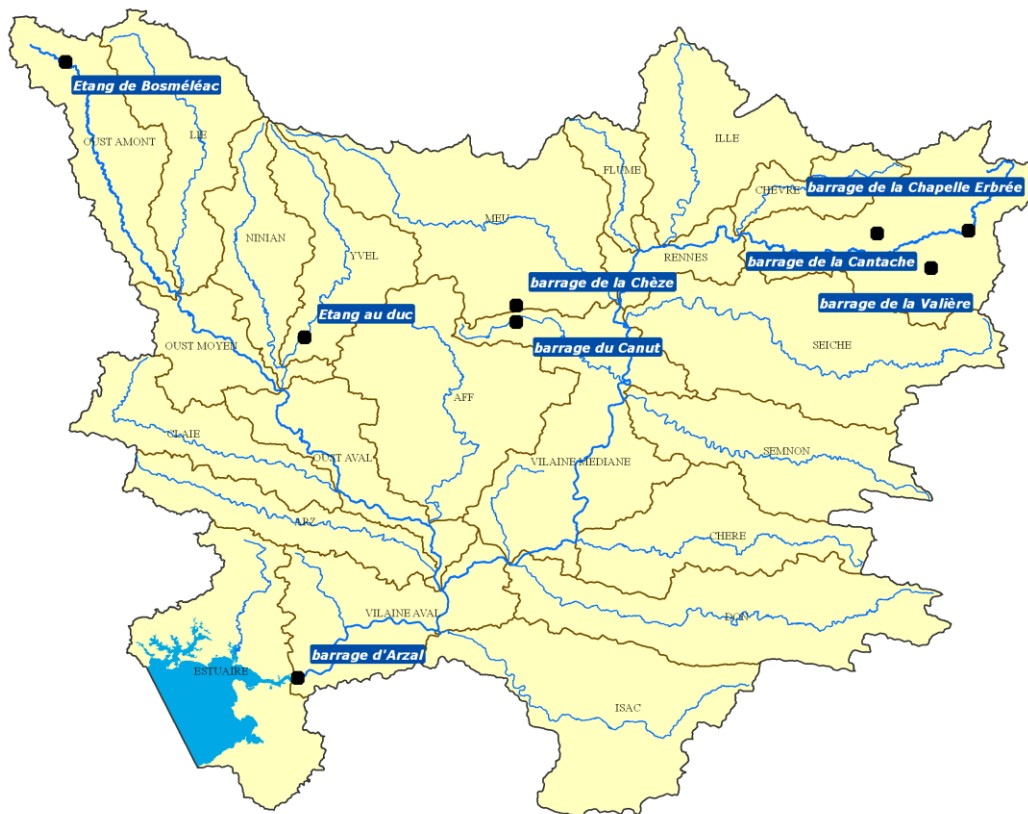 Etang de Bosméléac
OUST AMONT
LIE
ILLE
FLUME
CHEVRE
barrage de la Chapelle Erbrée
MEU
NINIAN
YVEL
RENNES
barrage de la Cantache
barrage de la Chèze
barrage de la Valière
Etang au duc
OUST MOYEN
barrage du Canut
SEICHE
AFF
CLAIE
OUST AVAL
VILAINE MEDIANE
SEMNON
ARZ
CHERE
VILAINE AVAL
DON
barrage d'Arzal
ESTUAIRE
ISAC